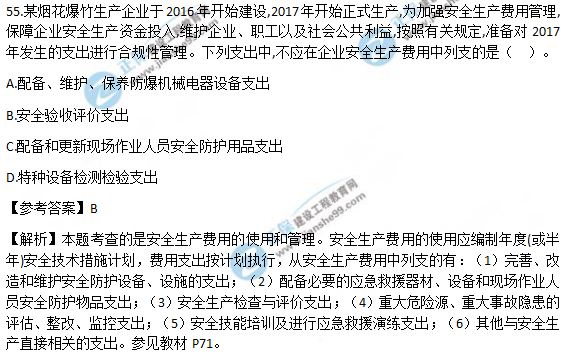 55.某烟花爆竹生产企业于 2016 年开始建设,2017 年开始正式生产,为加强安全生产费用管理,
保障企业安全生产资金投入,维护企业、职工以及社会公共利益,按照有关规定,准备对 2017
年发生的支出进行合规性管理。下列支出中,不应在企业安全生产费用中列支的是（    ）。
A.配备、维护、保养防爆机械电器设备支出
B.安全验收评价支出
C.配备和更新现场作业人员安全防护用品支出
D.特种设备检测检验支出
【参考答案】B
【解析】本题考查的是安全生产费用的使用和管理。安全生产费用的使用应编制年度(或半
年)安全技术措施计划，费用支出按计划执行，从安全生产费用中列支的有：（1）完善、改
造和维护安全防护设备、设施的支出；（2）配备必要的应急救援器材、设备和现场作业人
员安全防护物品支出；（3）安全生产检查与评价支出；（4）重大危险源、重大事故隐患的
评估、整改、监控支出；（5）安全技能培训及进行应急救援演练支出；（6）其他与安全生
产直接相关的支出。参见教材 P71。
正保 建设工程教育网
www.jianshe99.com